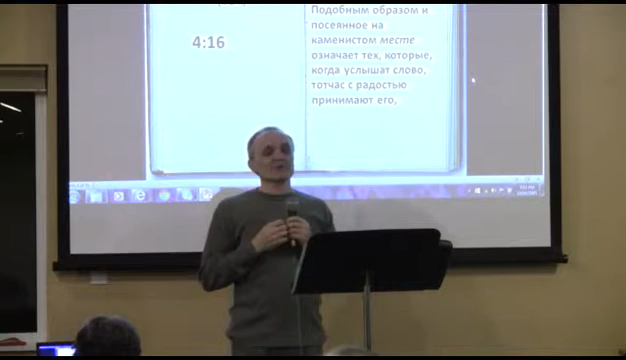 Подобным образом и
посеянное на
каменистом месте
4:16
означает тех, которые,
когда услышат слово,
тотчас с радостью
принимают его,